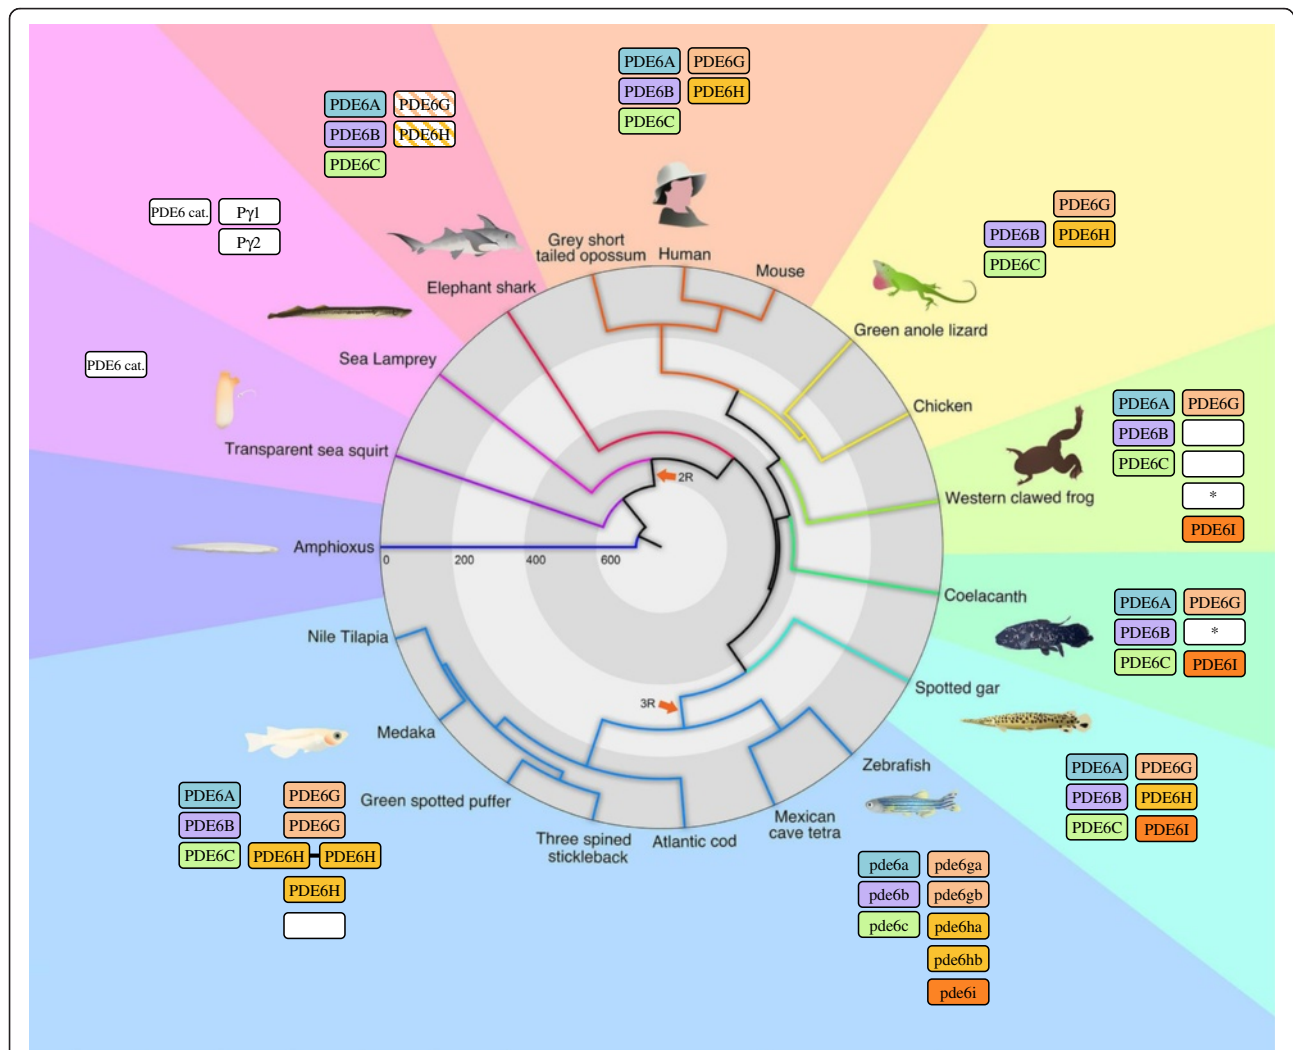 PDE6A PDE6G
PDE6B PDE6H
PDE6C
PDE6A PDE6G
PDE6B PDE6H
PDE6C
PDE6 cat. Pγ1
Pγ2
PDE6 cat.
PDE6G
PDE6B PDE6H
PDE6C
PDE6A PDE6G
PDE6B
PDE6C
*
PDE6I
PDE6A PDE6G
PDE6B *
PDE6C PDE6I
PDE6A PDE6G
PDE6B PDE6H
PDE6C PDE6I
pde6a pde6ga
pde6b pde6gb
pde6c pde6ha
pde6hb
pde6i
PDE6A PDE6G
PDE6B PDE6G
PDE6C PDE6H PDE6H
PDE6H
Grey short
tailed opossum
Human
Mouse
Elephant shark
Green anole lizard
Sea Lamprey
Chicken
Transparent sea squirt
Western clawed frog
Amphioxus
Coelacanth
Nile Tilapia
Spotted gar
Medaka
Zebrafish
Green spotted puffer
Mexican
cave tetra
Three spined
stickleback
Atlantic cod
2R
3R
0 200 400 600